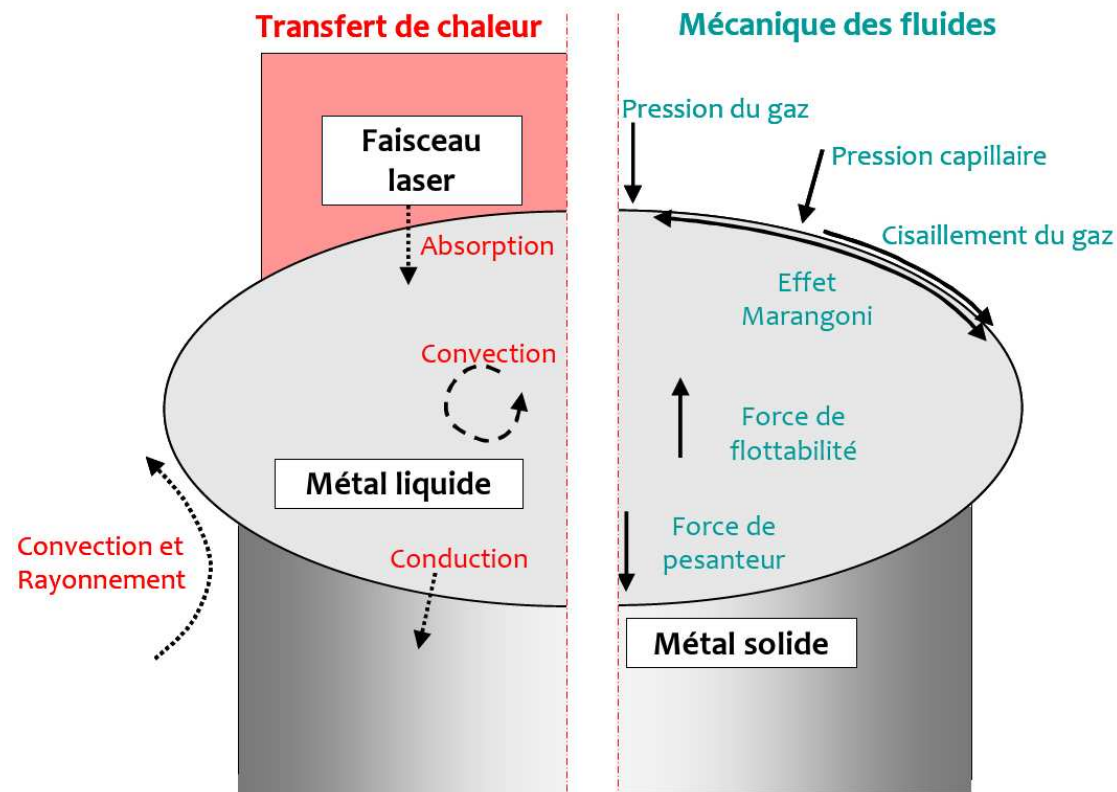 Transfert de chaleur
Mécanique des fluides
Faisceau
laser
Absorption
Convection
Métal liquide
Convection et
Rayonnement
Conduction
Pression du gaz
Pression capillaire
Cisaillement du gaz
Effet
Marangoni
Force de
flottabilité
Force de
pesanteur
Métal solide